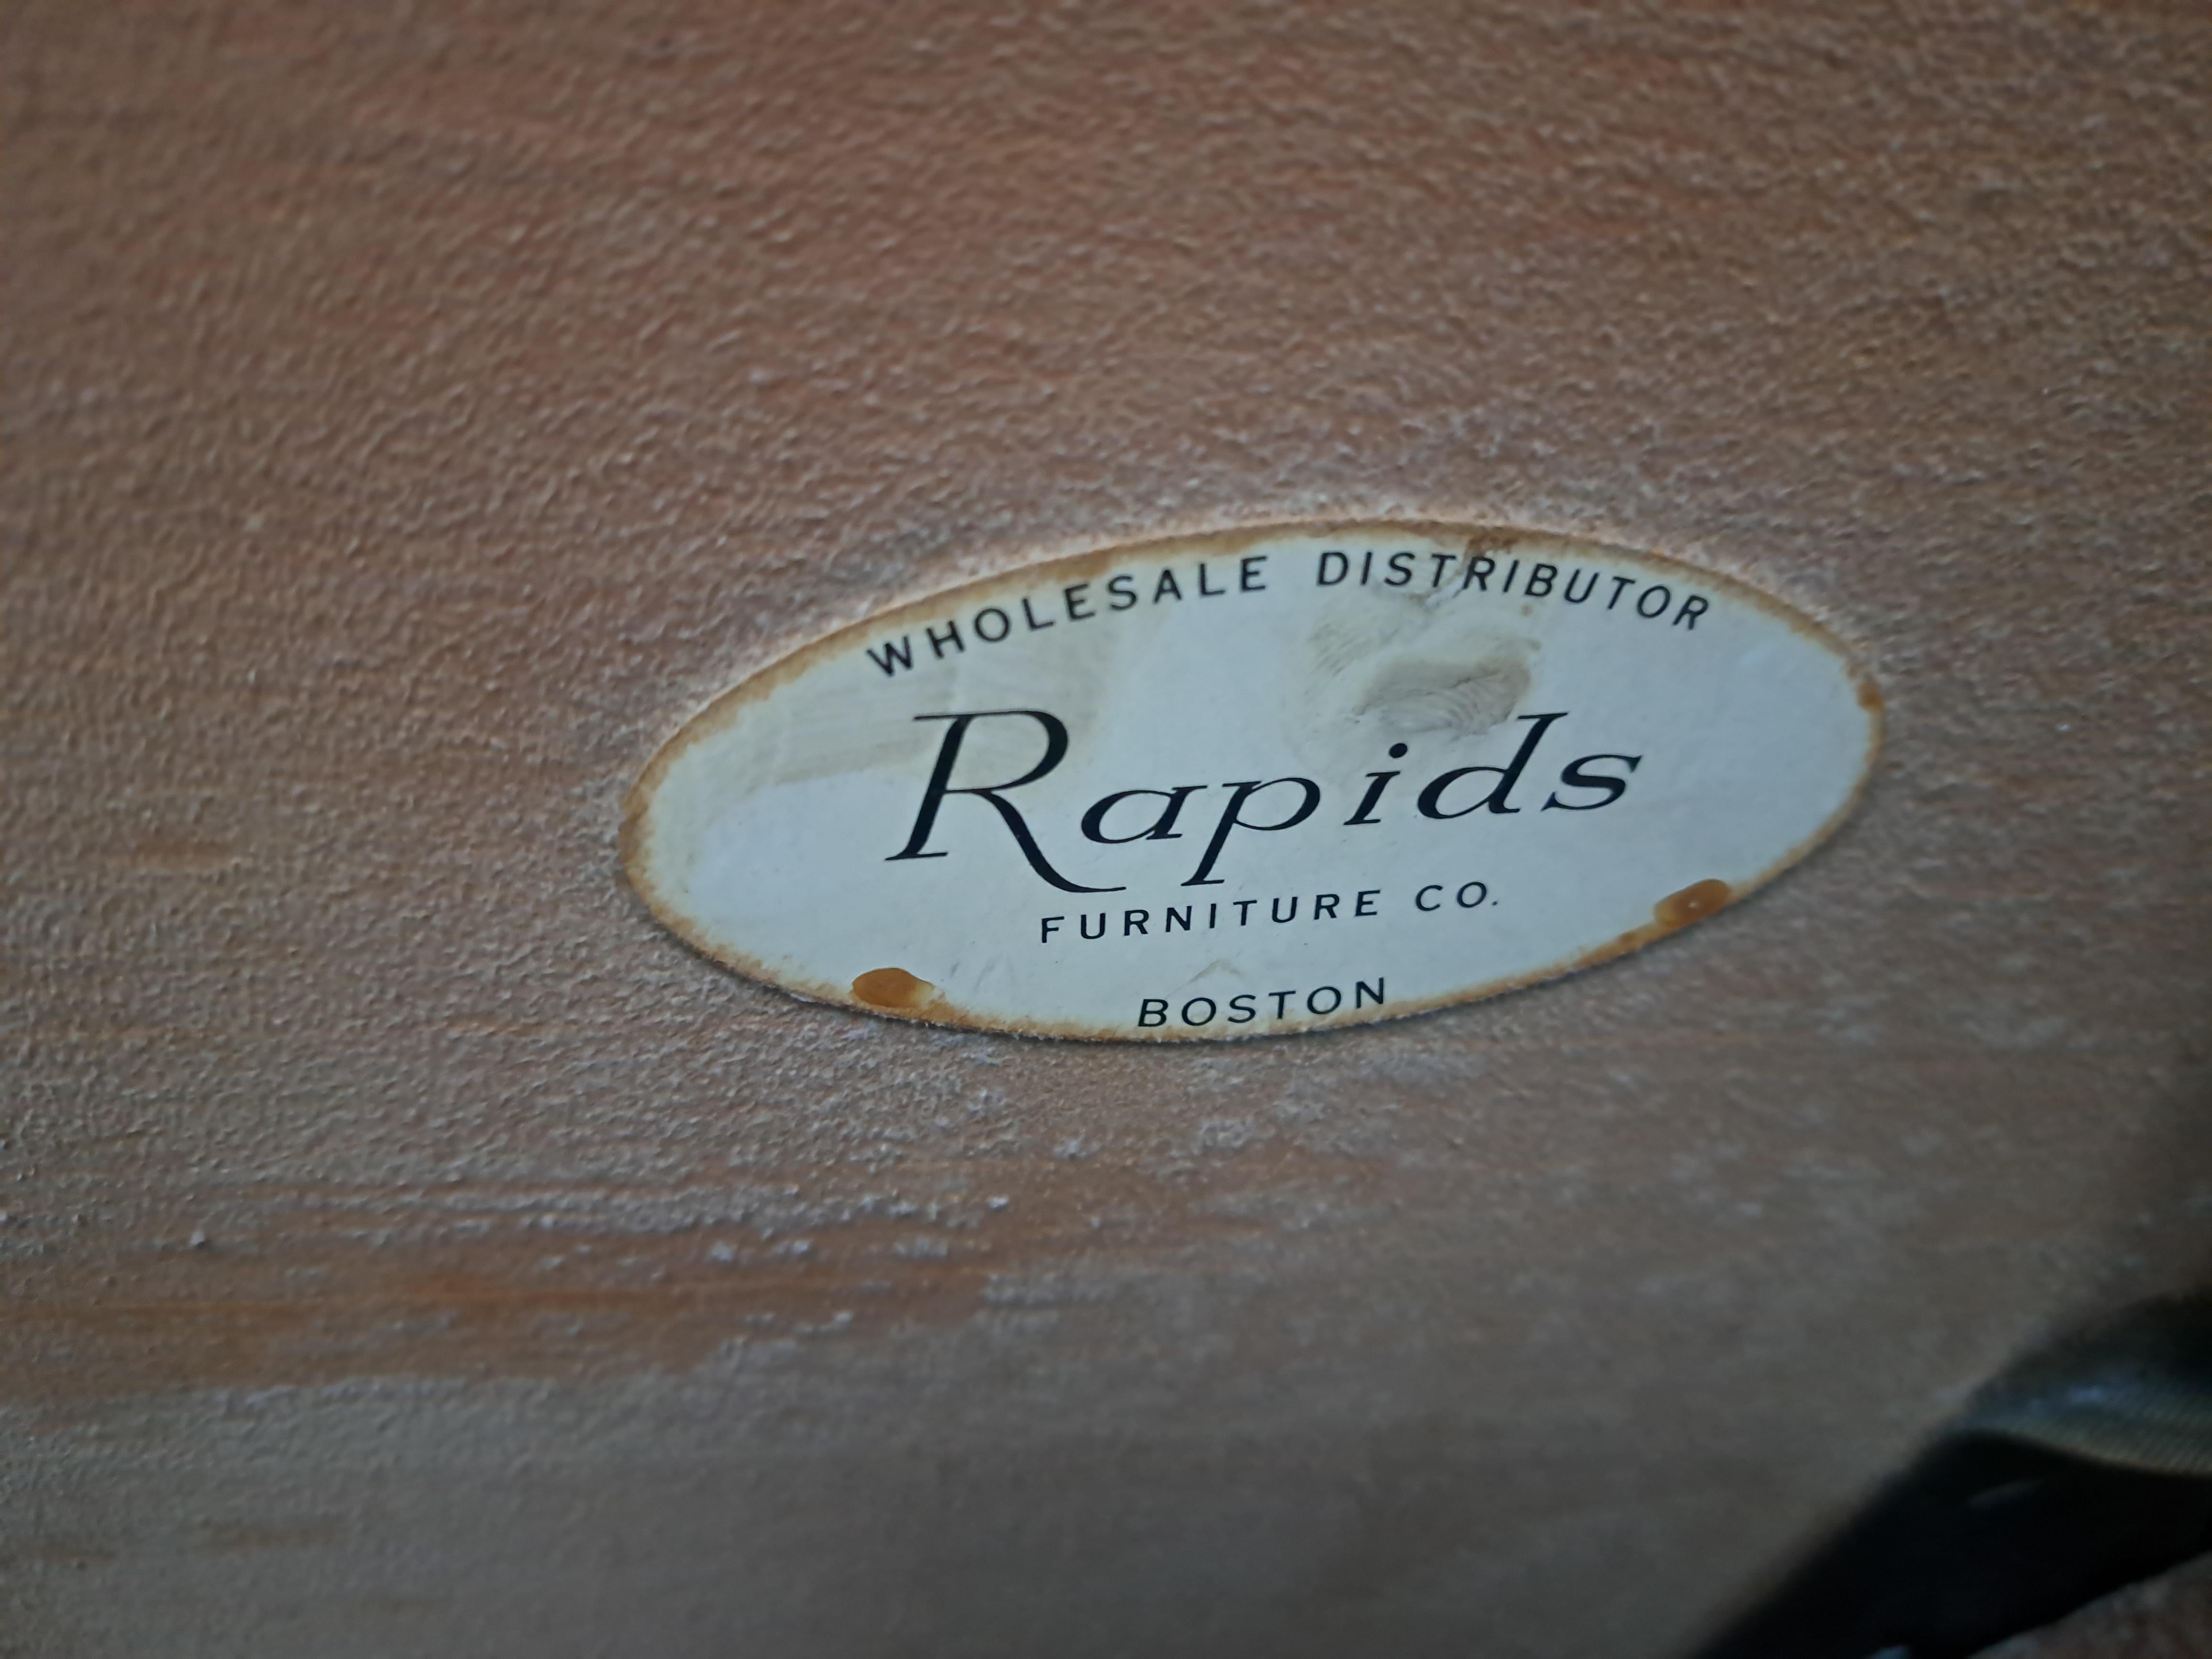 WHOLESALE DISTRIBUTOR
Rapids
FURNITURE CO.
BOSTON